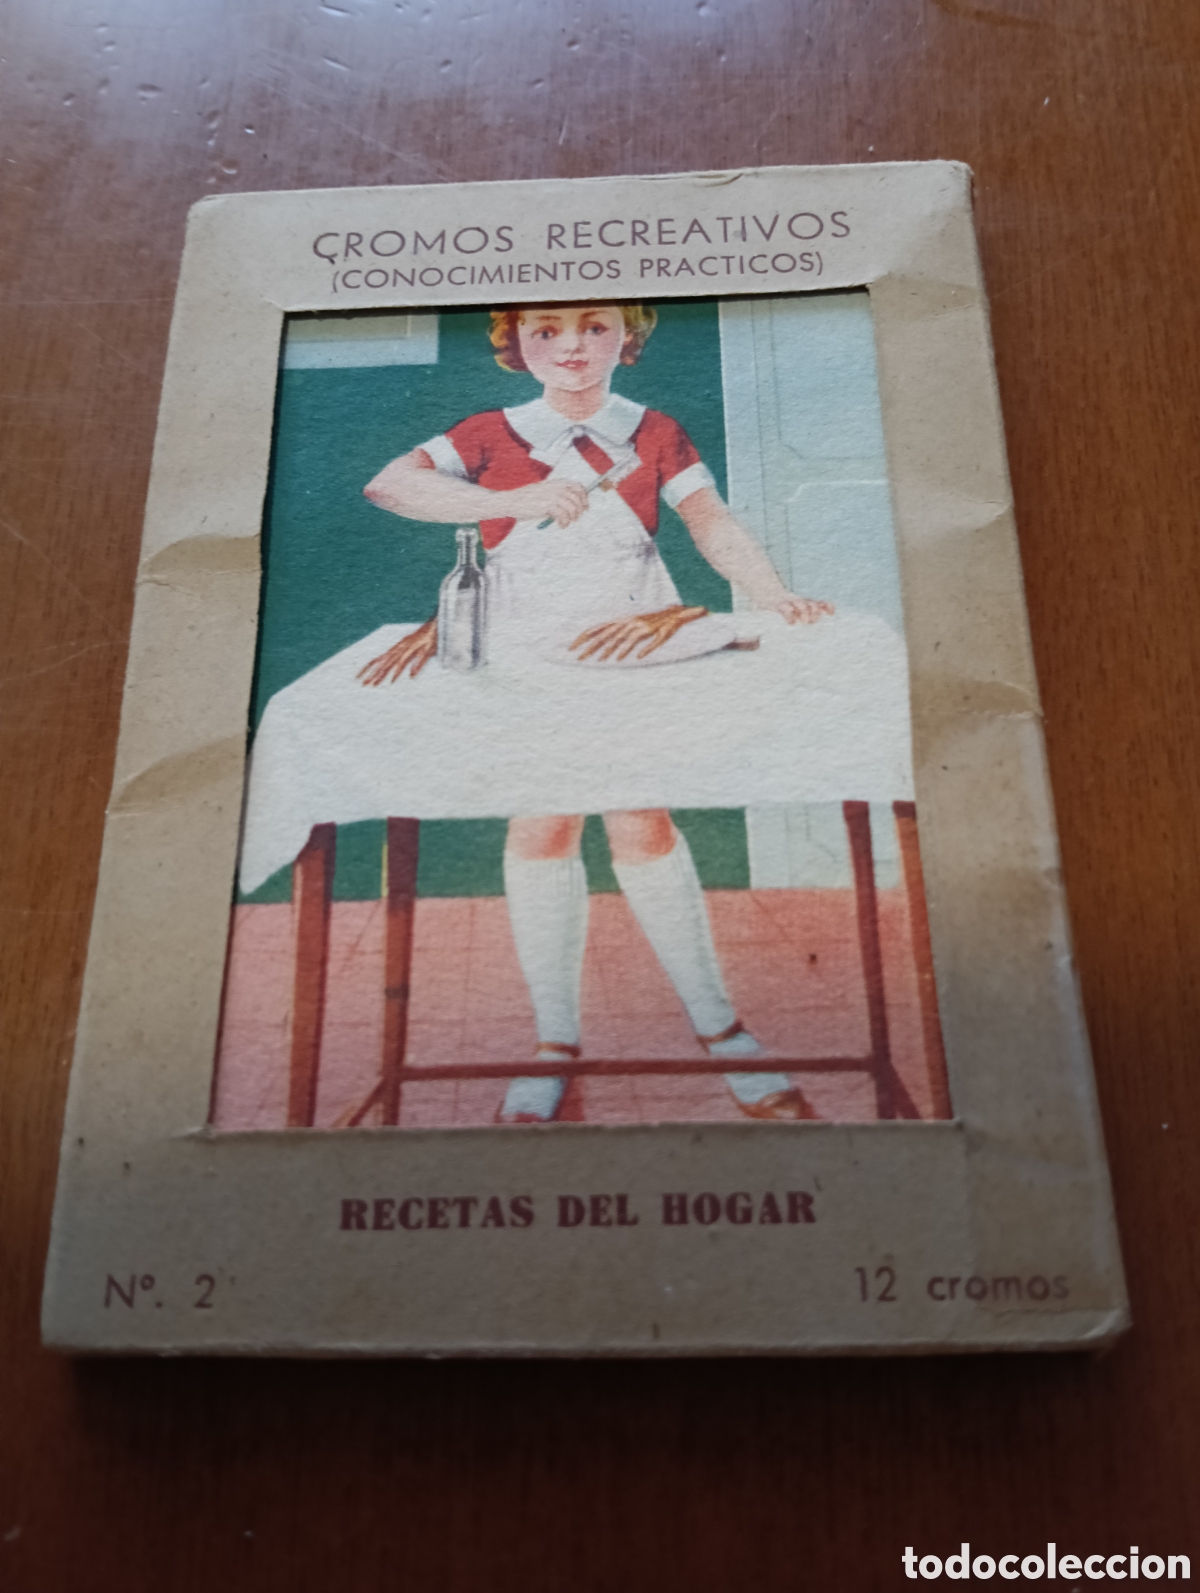 CROMOS RECREATIVOS
(CONOCIMIENTOS PRACTICOS)
RECETAS DEL HOGAR
Nº. 2
12 cromos
todocoleccion